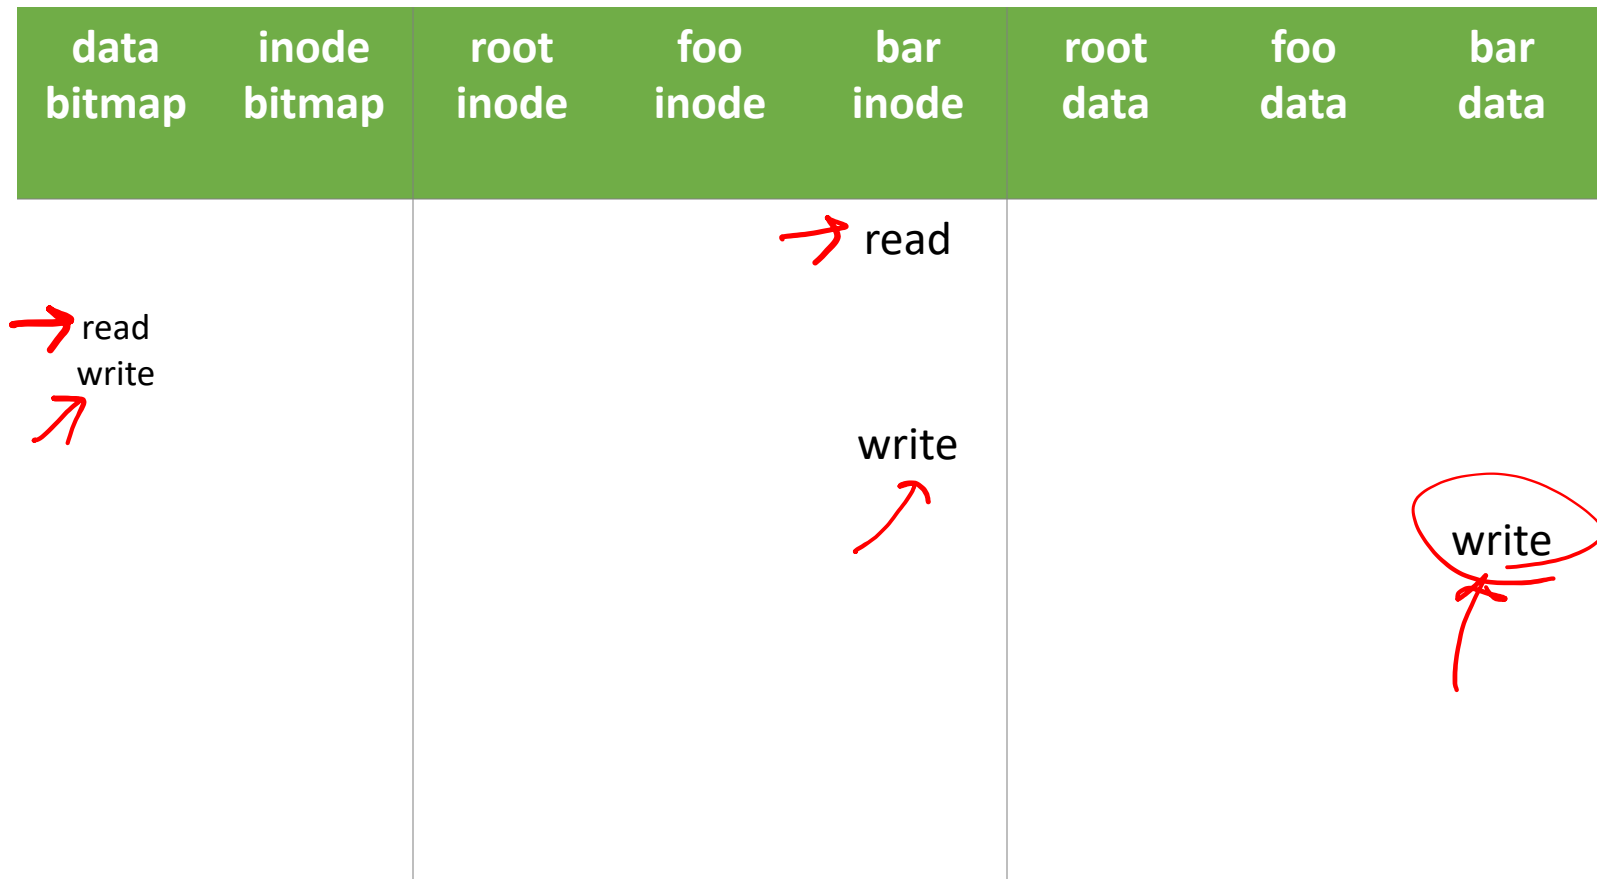 data inode root foo bar root foo bar
bitmap bitmap inode inode inode data data data
read
read
write
write
write